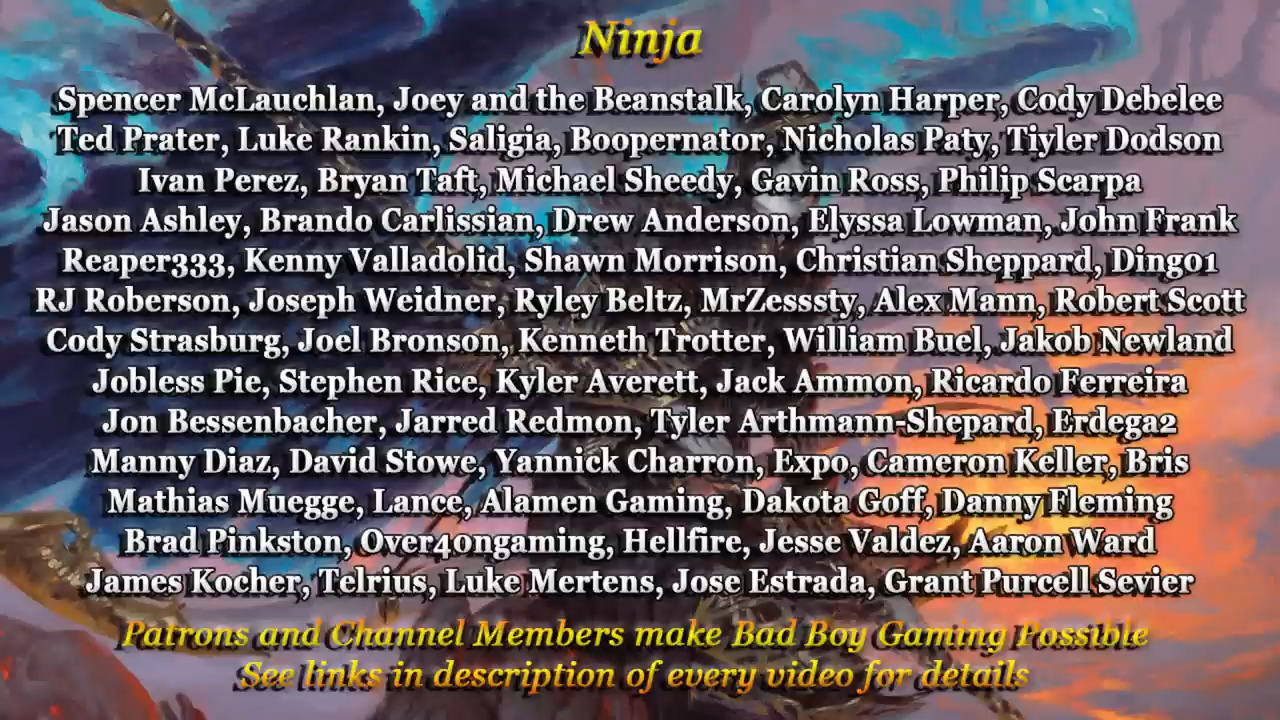 Ninja
Spencer McLauchlan, Joey and the Beanstalk, Carolyn Harper, Cody Debelee
Ted Prater, Luke Rankin, Saligia, Boopernator, Nicholas Paty, Tiyler Dodson
Ivan Perez, Bryan Taft, Michael Sheedy, Gavin Ross, Philip Scarpa
Jason Ashley, Brando Carlissian, Drew Anderson, Elyssa Lowman, John Frank
Reaper333, Kenny Valladolid, Shawn Morrison, Christian Sheppard, Dingo1
RJ Roberson, Joseph Weidner, Ryley Beltz, MrZesssty, Alex Mann, Robert Scott
Cody Strasburg, Joel Bronson, Kenneth Trotter, William Buel, Jakob Newland
Jobless Pie, Stephen Rice, Kyler Averett, Jack Ammon, Ricardo Ferreira
Jon Bessenbacher, Jarred Redmon, Tyler Arthmann-Shepard, Erdega2
Manny Diaz, David Stowe, Yannick Charron, Expo, Cameron Keller, Bris
Mathias Muegge, Lance, Alamen Gaming, Dakota Goff, Danny Fleming
Brad Pinkston, Over40ngaming, Hellfire, Jesse Valdez, Aaron Ward
James Kocher, Telrius, Luke Mertens, Jose Estrada, Grant Purcell Sevier
Patrons and Channel Members make Bad Boy Gaming Possible
See links in description of every video for details